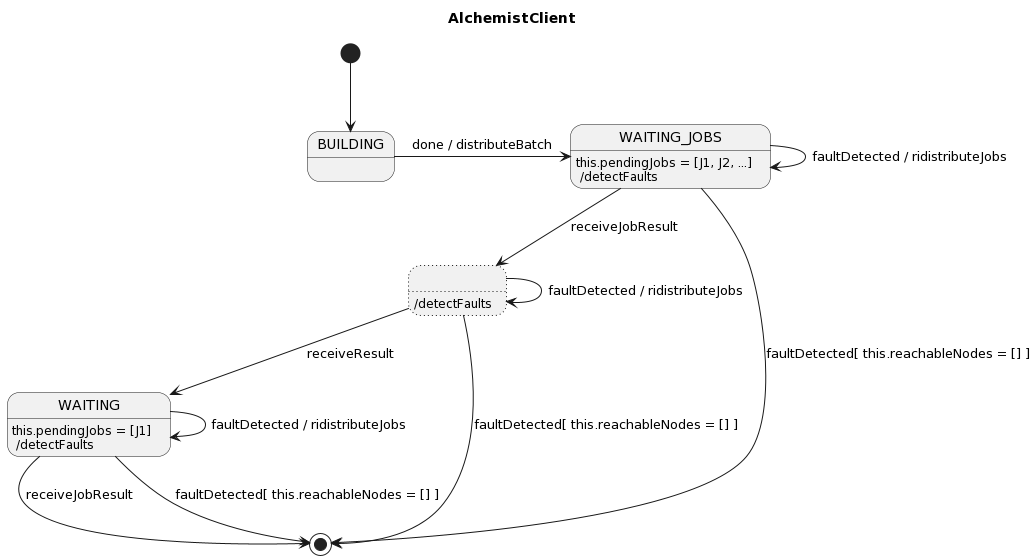 AlchemistClient
BUILDING
done / distributeBatch
WAITING_JOBS
this.pendingJobs = [J1, J2, ...]
/detectFaults
faultDetected / ridistributeJobs
receiveJobResult
/detectFaults
faultDetected / ridistributeJobs
receiveResult
faultDetected[ this.reachableNodes = [] ]
WAITING
this.pendingJobs = [J1]
/detectFaults
faultDetected / ridistributeJobs
faultDetected[ this.reachableNodes = [] ]
receiveJobResult
faultDetected[ this.reachableNodes = [] ]